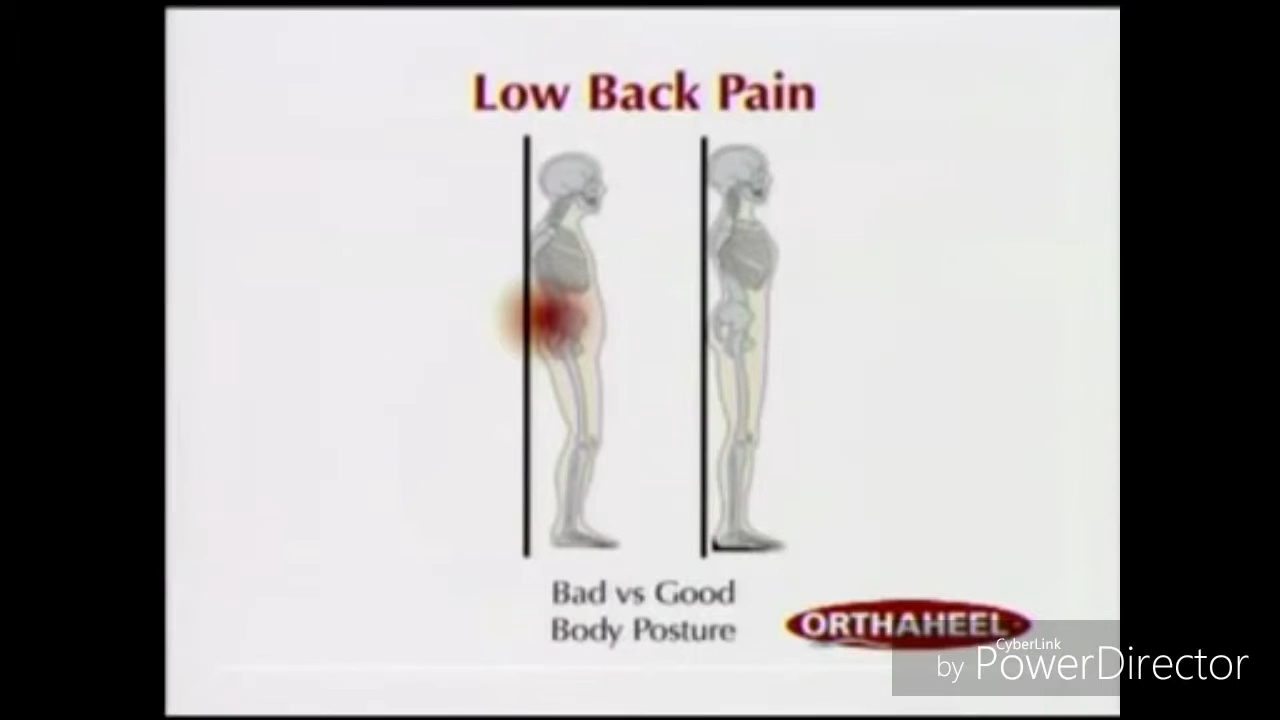 Low Back Pain
Bad vs Good
Body Posture
ORTHAHEEL
CyberLink
by PowerDirector